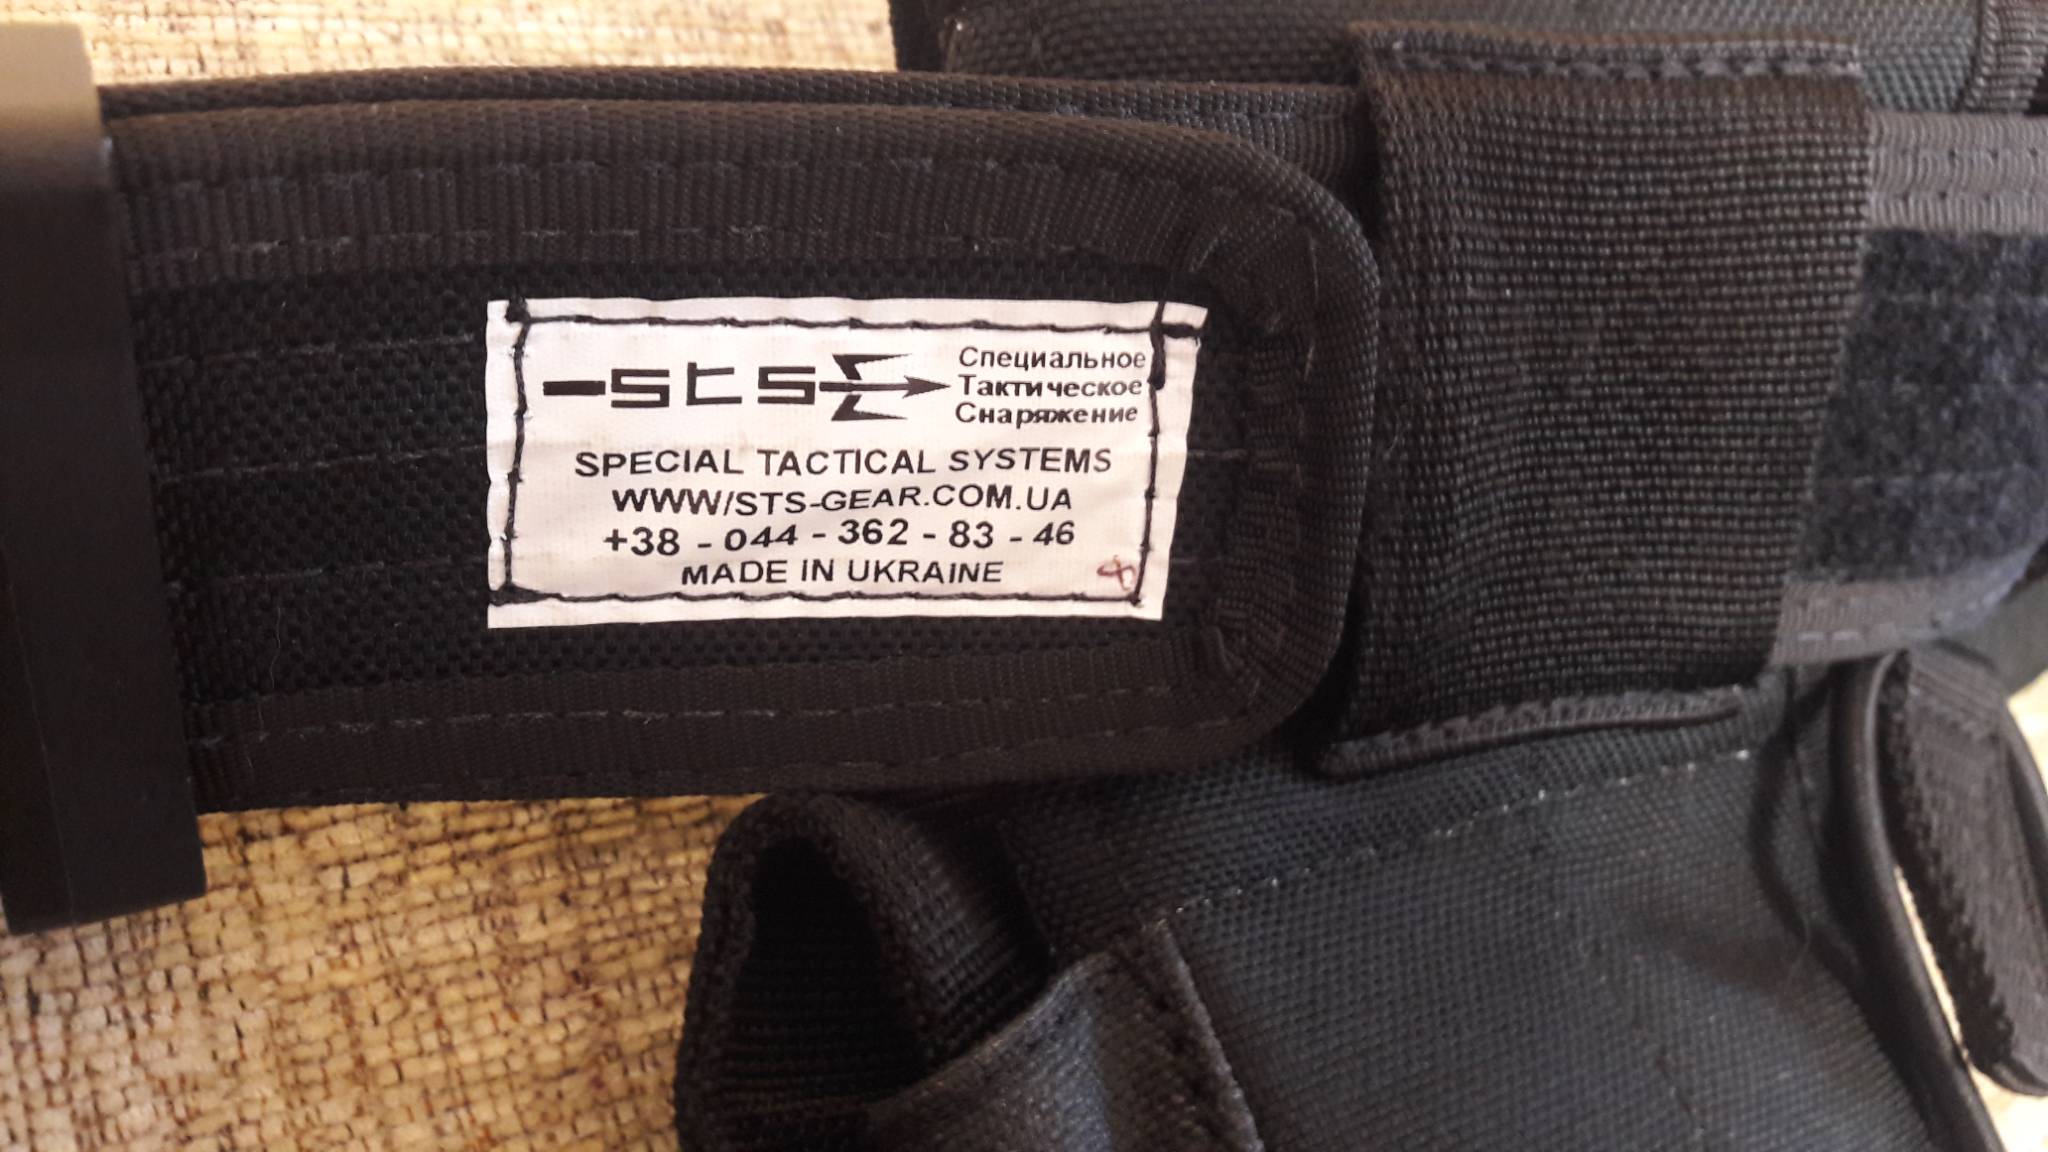 sts
Специальное
Тактическое
Снаряжение
SPECIAL TACTICAL SYSTEMS
WWW/STS-GEAR.COM.UA
+38 - 044 - 362 - 83 - 46
MADE IN UKRAINE